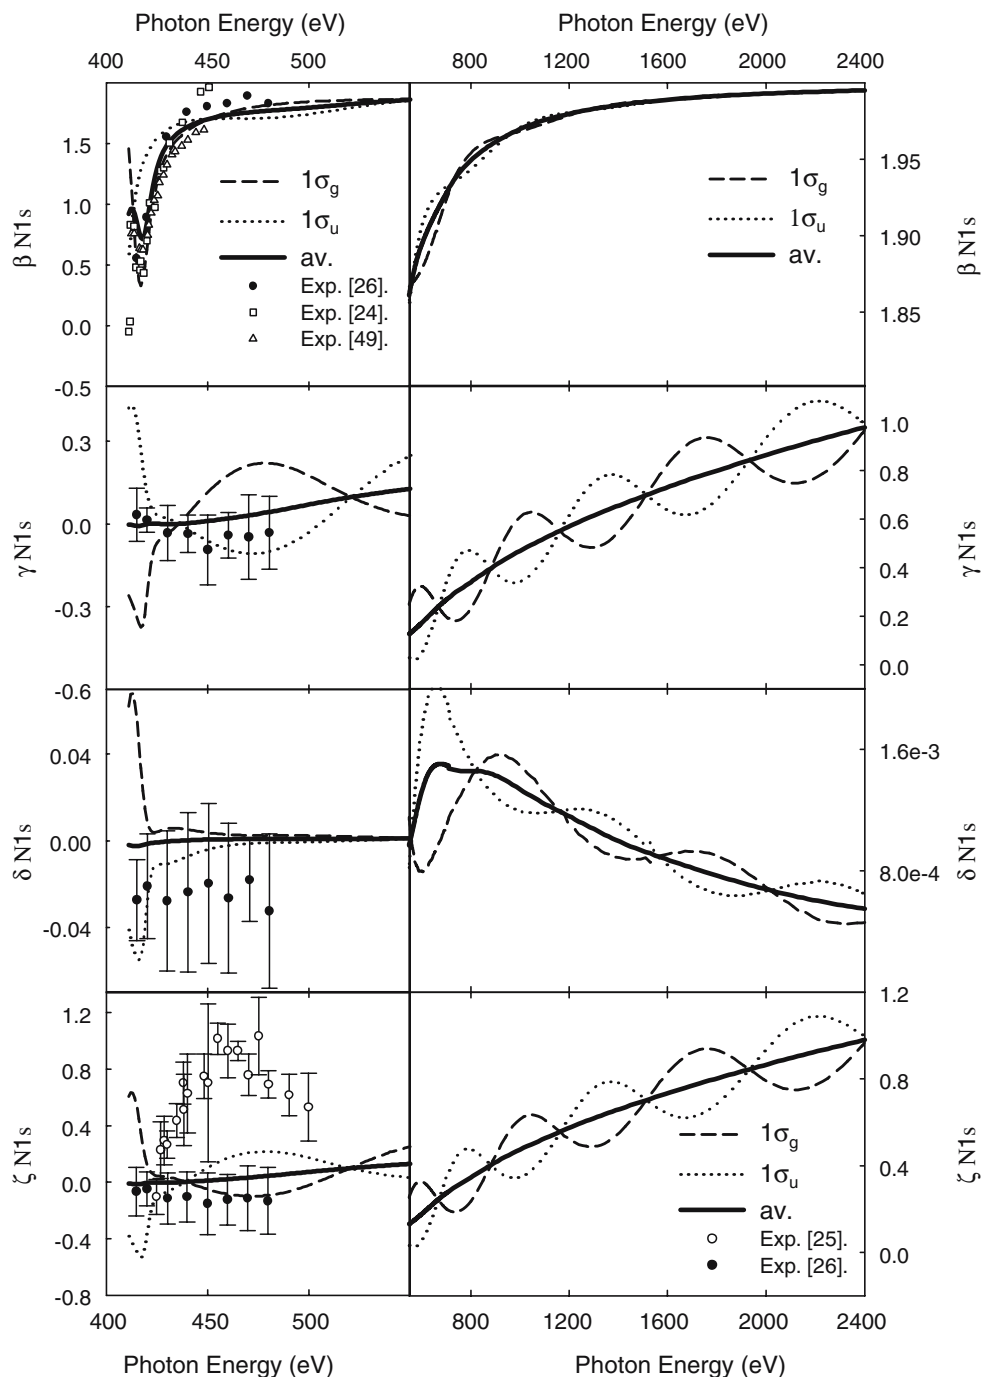 Photon Energy (eV) Photon Energy (eV)
400 450 500 800 1200 1600 2000 2400
β N1s
1.5
1.0
0.5
0.0
-0.5
1σg
1σu
av.
Exp. [26].
Exp. [24].
Exp. [49].
1σg
1σu
av.
1.95
1.90
1.85
β N1s
γ N1s
0.3
0.0
-0.3
-0.6
1.0
0.8
0.6
0.4
0.2
0.0
γ N1s
δ N1s
0.04
0.00
-0.04
1.6e-3
8.0e-4
δ N1s
ζ N1s
1.2
0.8
0.4
0.0
-0.4
-0.8
1σg
1σu
av.
Exp. [25].
Exp. [26].
1.2
0.8
0.4
0.0
ζ N1s
400 450 500 800 1200 1600 2000 2400
Photon Energy (eV) Photon Energy (eV)